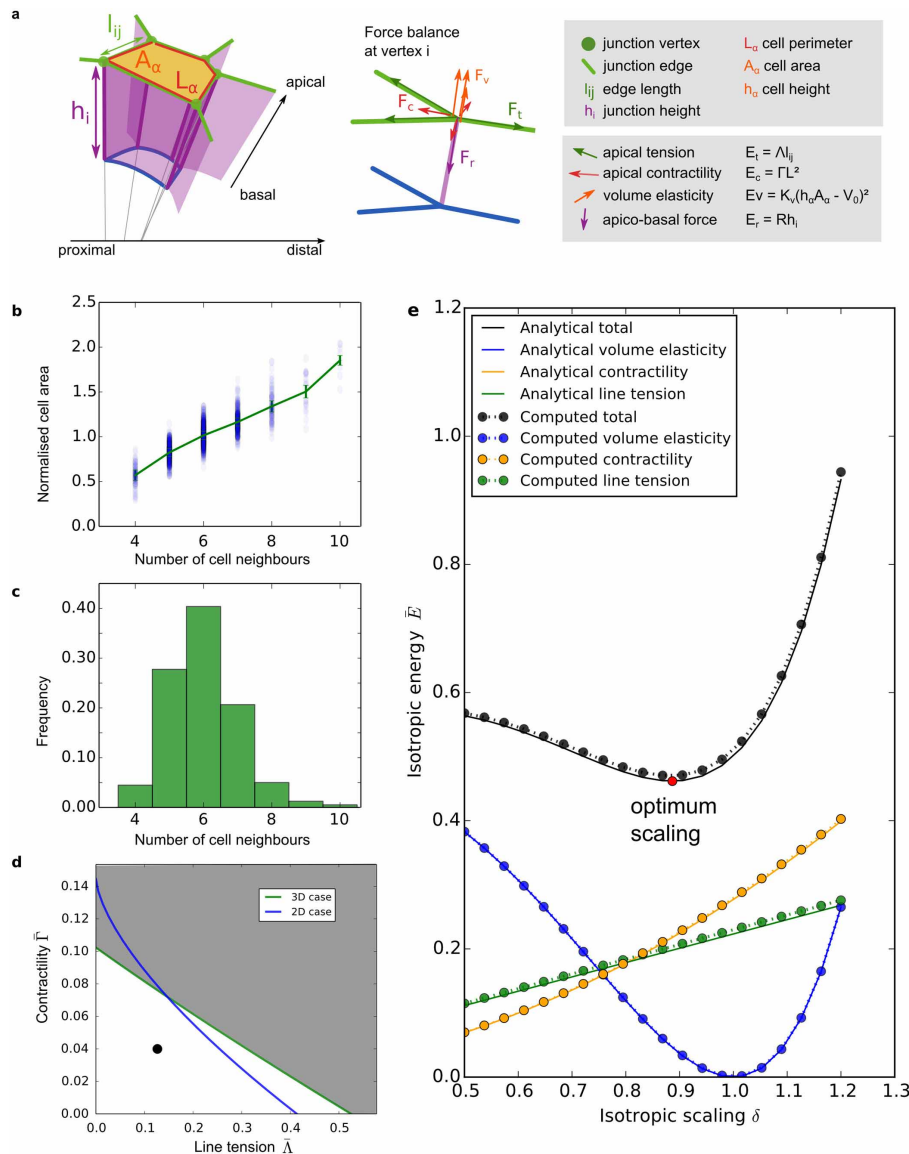 a
l_ij
A_α
L_α
h_i
apical
basal
proximal
distal
Force balance
at vertex i
F_v
F_c
F_t
F_r
junction vertex
junction edge
l_ij edge length
h_i junction height
L_α cell perimeter
A_α cell area
h_α cell height
apical tension E_t = Λl_ij
apical contractility E_c = ΓL²
volume elasticity Ev = K_v(h_αA_α - V_0)²
apico-basal force E_r = Rh_i
b
Normalised cell area
2.5
2.0
1.5
1.0
0.5
0.0
4 6 8 10
Number of cell neighbours
c
Frequency
0.40
0.30
0.20
0.10
0.00
4 6 8 10
Number of cell neighbours
d
Contractility Γ̄
0.14
0.12
0.10
0.08
0.06
0.04
0.02
0.00
3D case
2D case
0.0 0.1 0.2 0.3 0.4 0.5
Line tension Λ̄
e
Isotropic energy Ē
1.2
1.0
0.8
0.6
0.4
0.2
0.0
Analytical total
Analytical volume elasticity
Analytical contractility
Analytical line tension
Computed total
Computed volume elasticity
Computed contractility
Computed line tension
optimum
scaling
0.5 0.6 0.7 0.8 0.9 1.0 1.1 1.2 1.3
Isotropic scaling δ